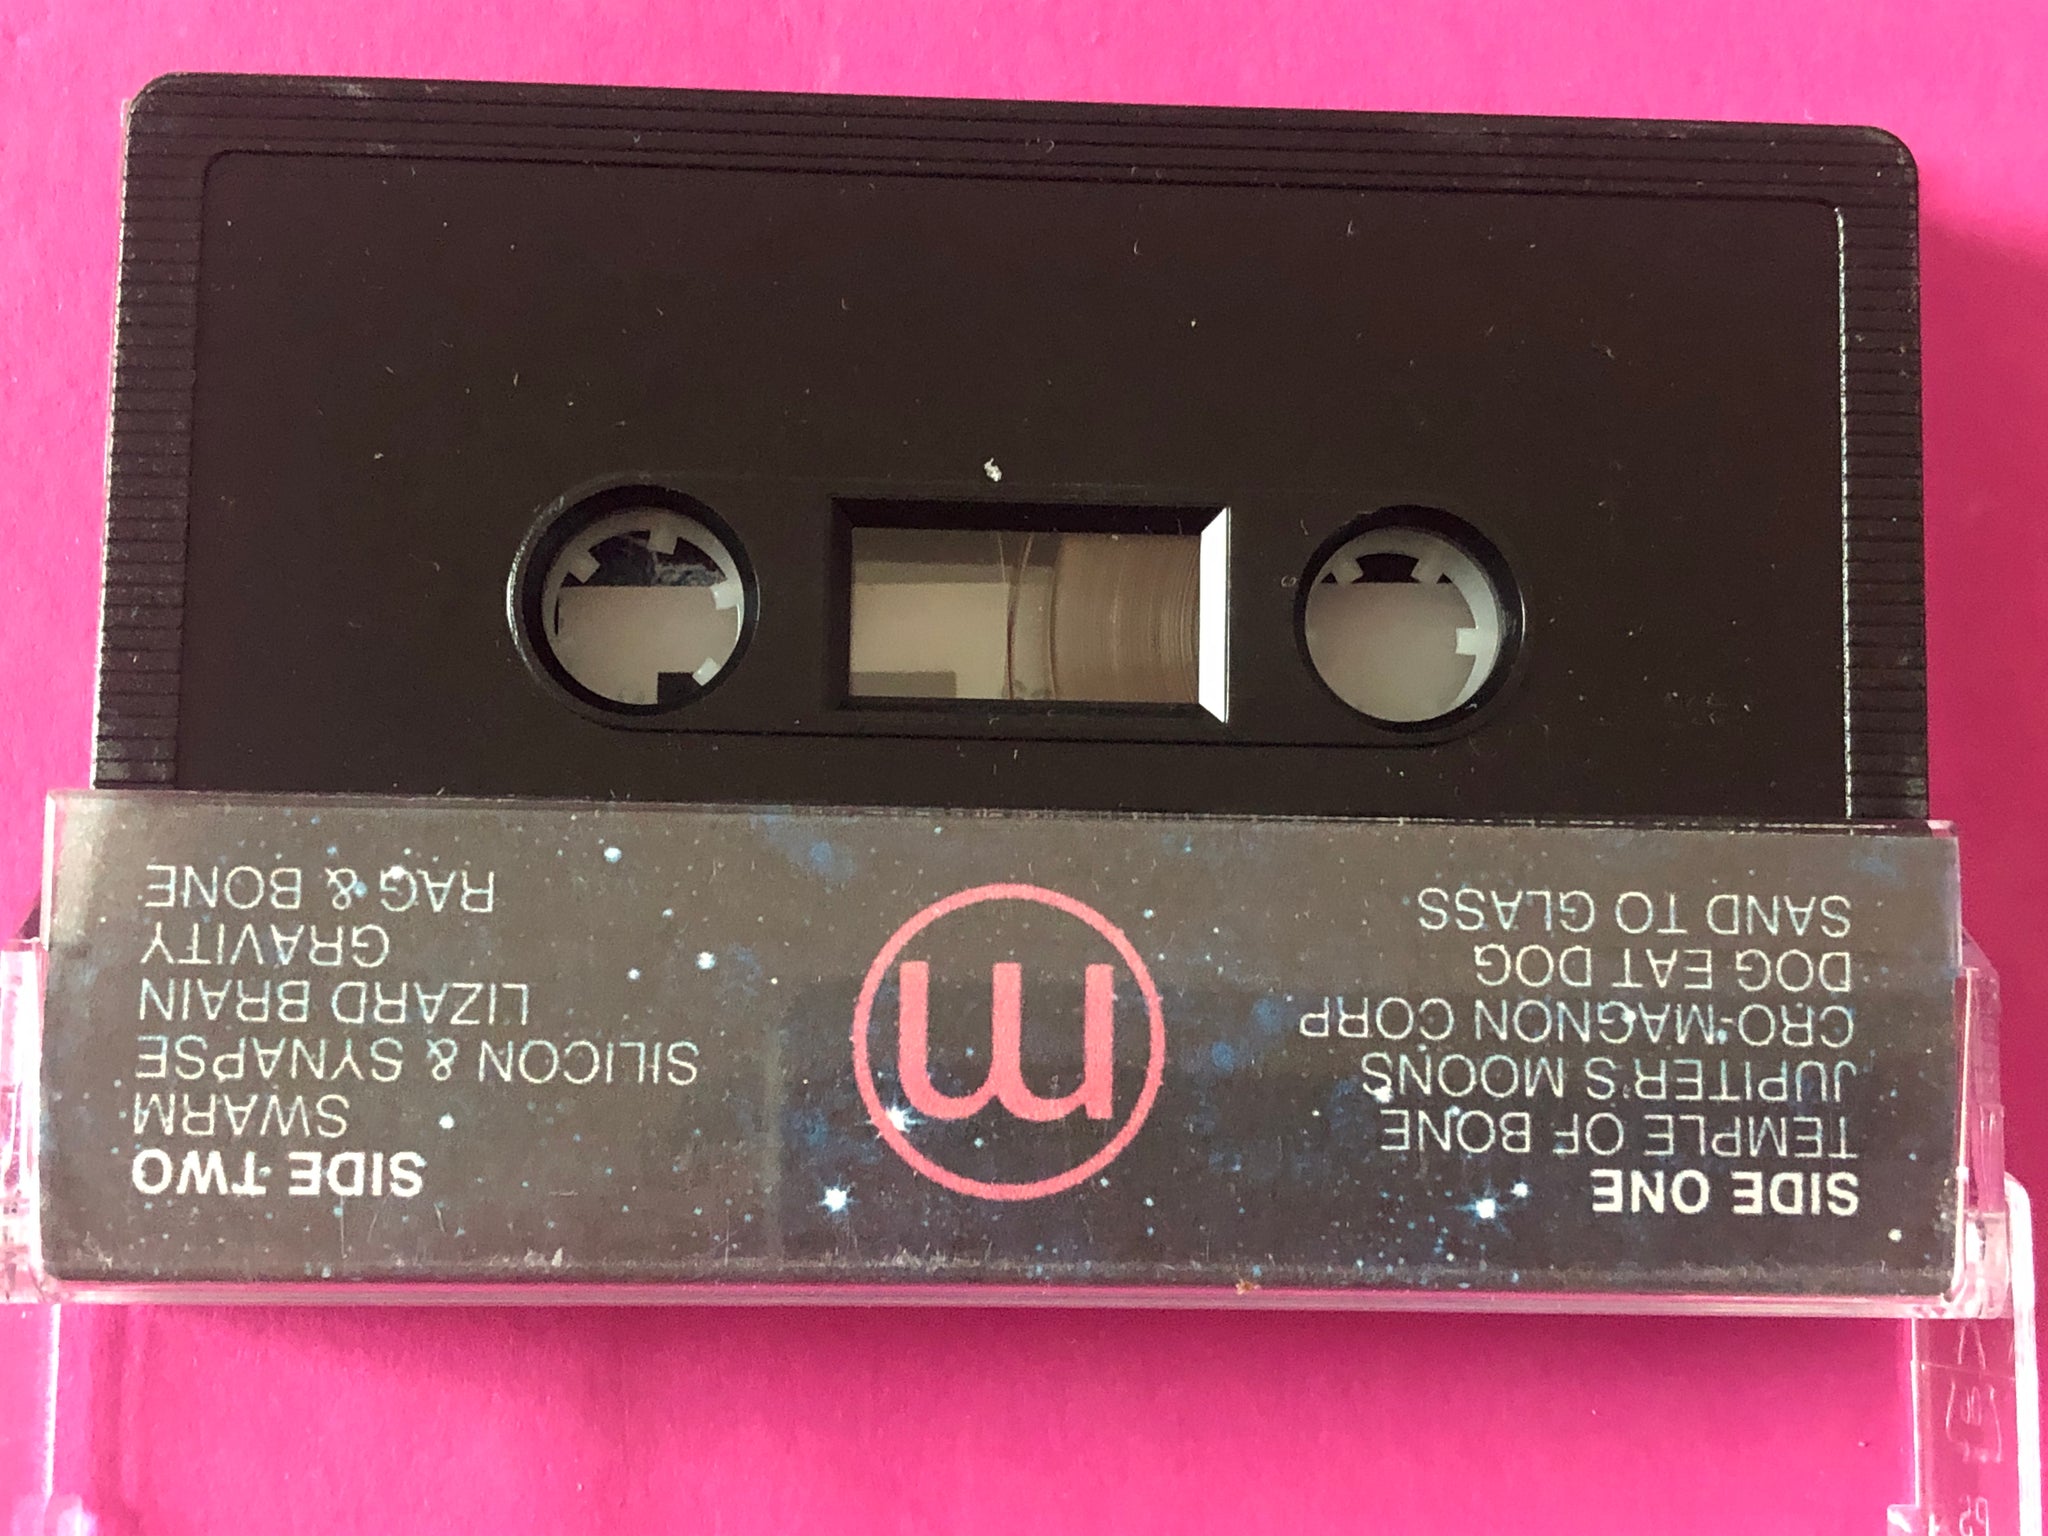 SIDE ONE
TEMPLE OF BONE
JUPITER'S MOONS
CRO-MAGNON CORP
DOG EAT DOG
SAND TO GLASS
m
SIDE TWO
SWARM
SILICON & SYNAPSE
LIZARD BRAIN
GRAVITY
RAG & BONE